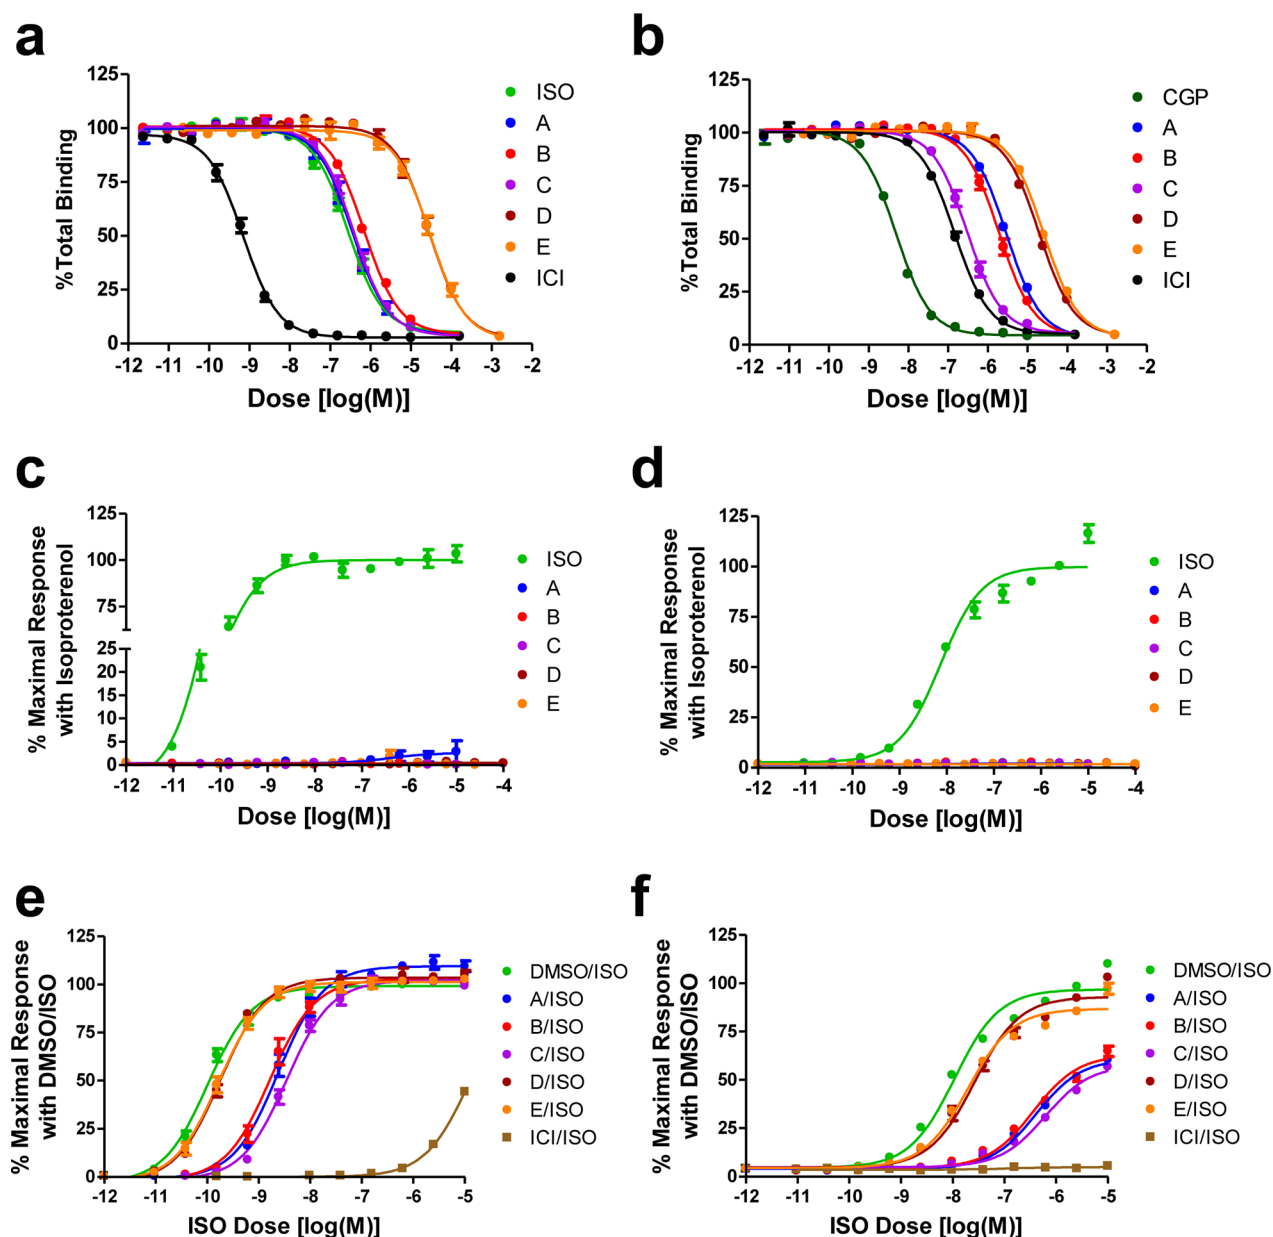 a
125
100
75
50
25
0
%Total Binding
-12 -11 -10 -9 -8 -7 -6 -5 -4 -3 -2
Dose [log(M)]
ISO
A
B
C
D
E
ICI
b
125
100
75
50
25
0
%Total Binding
-12 -11 -10 -9 -8 -7 -6 -5 -4 -3 -2
Dose [log(M)]
CGP
A
B
C
D
E
ICI
c
125
100
75
25
20
15
10
5
0
% Maximal Response
with Isoproterenol
-12 -11 -10 -9 -8 -7 -6 -5 -4
Dose [log(M)]
ISO
A
B
C
D
E
d
125
100
75
50
25
0
% Maximal Response
with Isoproterenol
-12 -11 -10 -9 -8 -7 -6 -5 -4
Dose [log(M)]
ISO
A
B
C
D
E
e
125
100
75
50
25
0
% Maximal Response
with DMSO/ISO
-12 -11 -10 -9 -8 -7 -6 -5
ISO Dose [log(M)]
DMSO/ISO
A/ISO
B/ISO
C/ISO
D/ISO
E/ISO
ICI/ISO
f
125
100
75
50
25
0
% Maximal Response
with DMSO/ISO
-12 -11 -10 -9 -8 -7 -6 -5
ISO Dose [log(M)]
DMSO/ISO
A/ISO
B/ISO
C/ISO
D/ISO
E/ISO
ICI/ISO